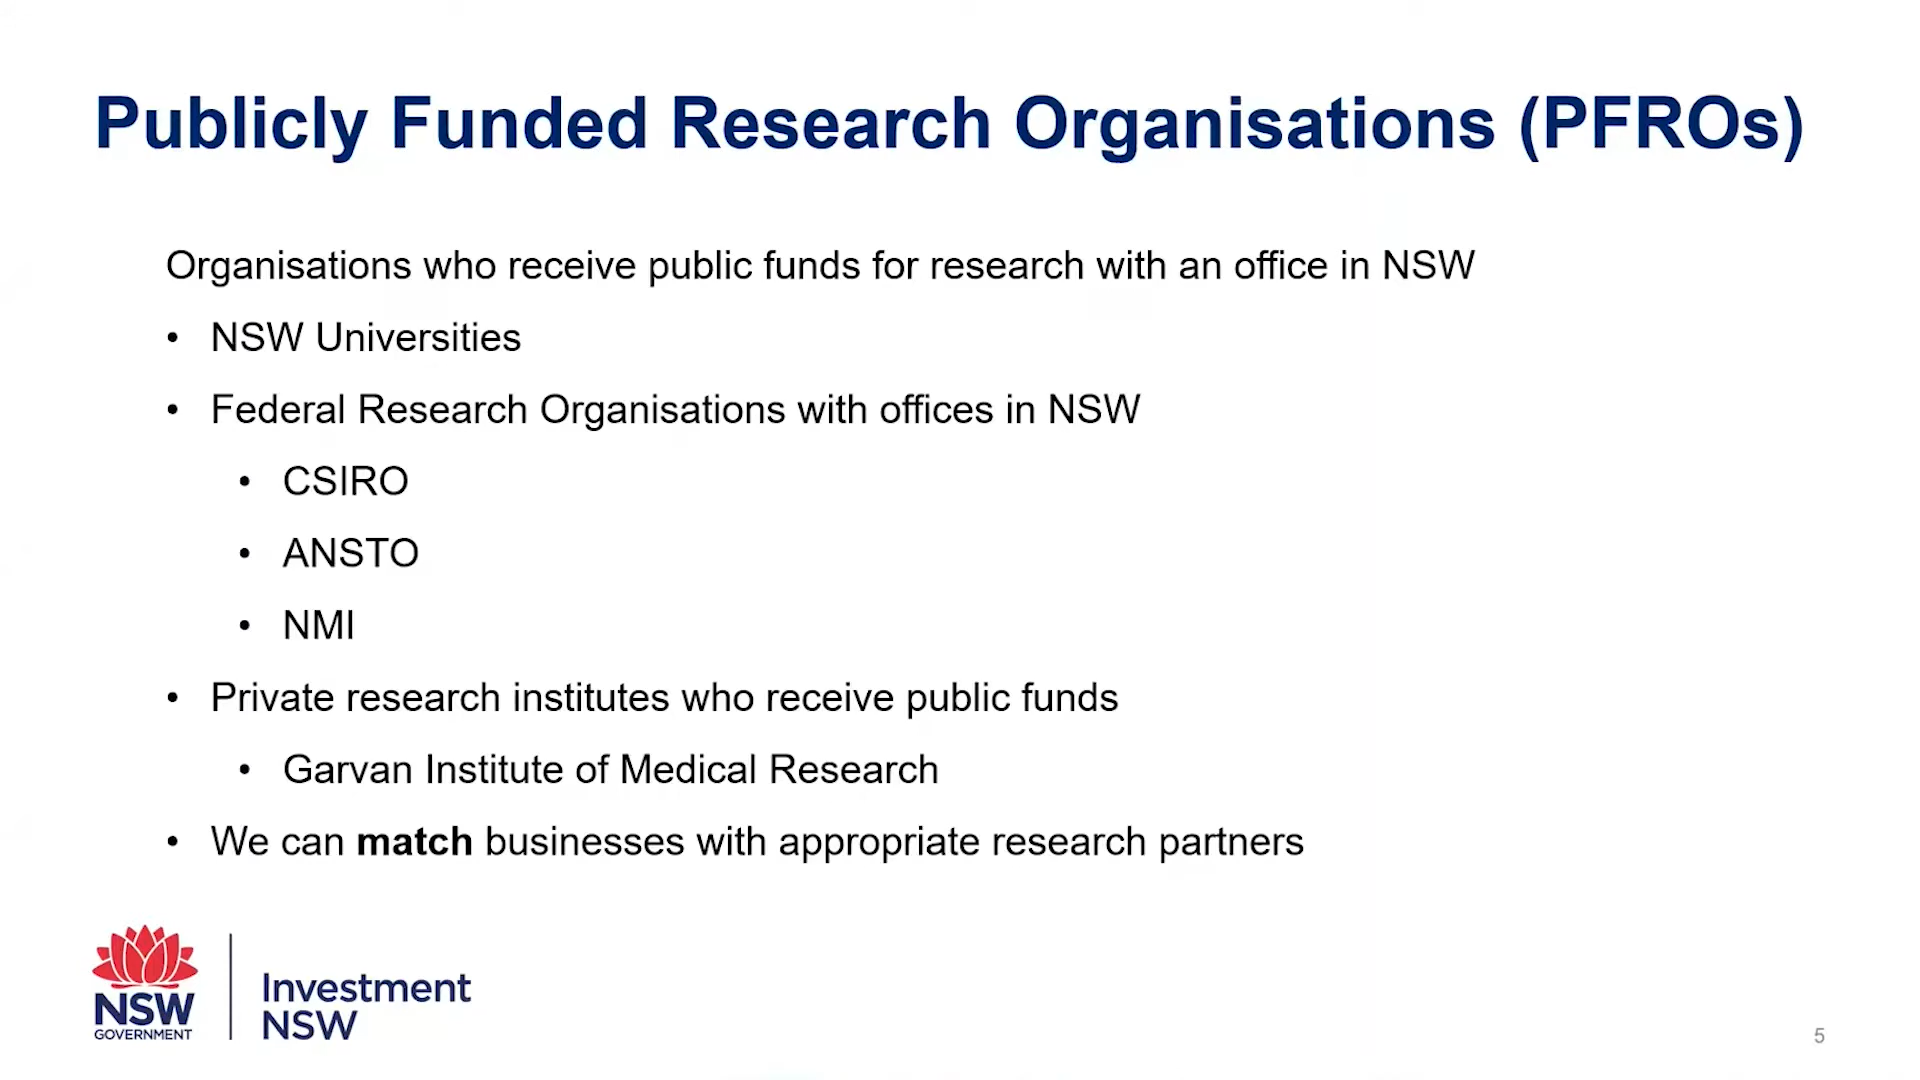 Publicly Funded Research Organisations (PFROs)
Organisations who receive public funds for research with an office in NSW
• NSW Universities
• Federal Research Organisations with offices in NSW
• CSIRO
• ANSTO
• NMI
• Private research institutes who receive public funds
• Garvan Institute of Medical Research
• We can match businesses with appropriate research partners
NSW
GOVERNMENT
Investment
NSW
5